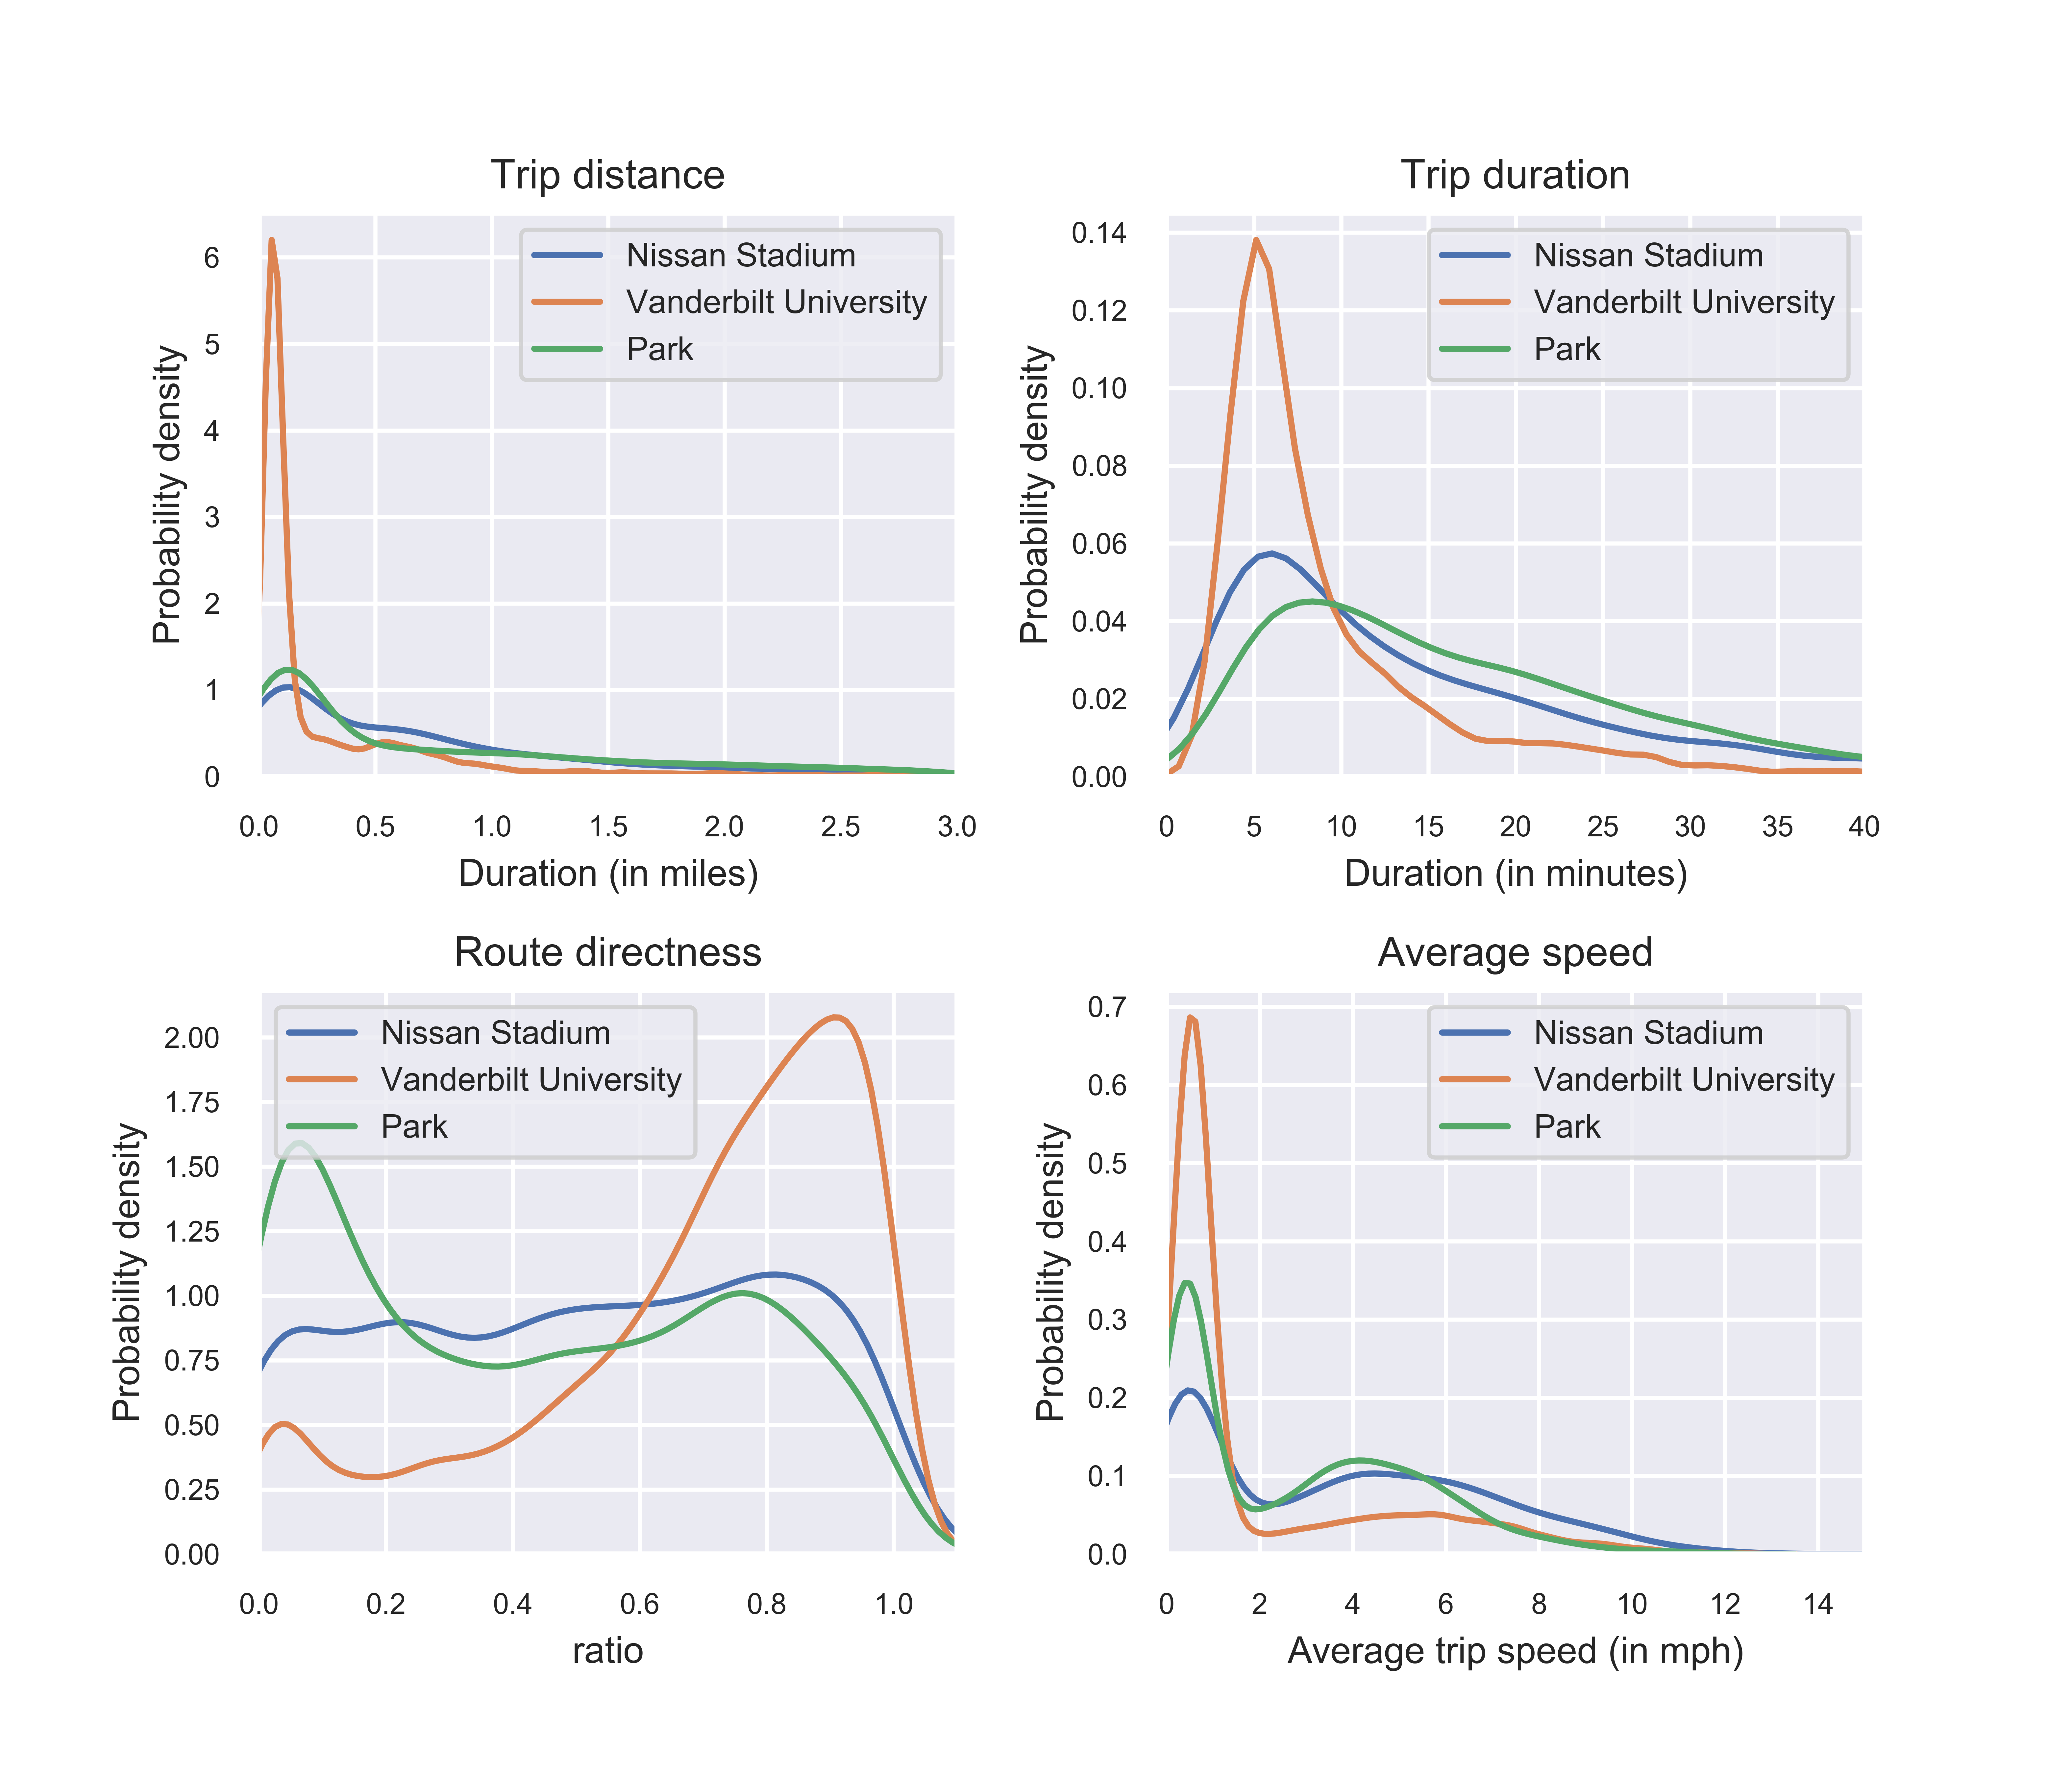 Trip distance
Probability density
6
5
4
3
2
1
0
Nissan Stadium
Vanderbilt University
Park
0.0 0.5 1.0 1.5 2.0 2.5 3.0
Duration (in miles)
Trip duration
Probability density
0.14
0.12
0.10
0.08
0.06
0.04
0.02
0.00
Nissan Stadium
Vanderbilt University
Park
0 5 10 15 20 25 30 35 40
Duration (in minutes)
Route directness
Probability density
2.00
1.75
1.50
1.25
1.00
0.75
0.50
0.25
0.00
Nissan Stadium
Vanderbilt University
Park
0.0 0.2 0.4 0.6 0.8 1.0
ratio
Average speed
Probability density
0.7
0.6
0.5
0.4
0.3
0.2
0.1
0.0
Nissan Stadium
Vanderbilt University
Park
0 2 4 6 8 10 12 14
Average trip speed (in mph)